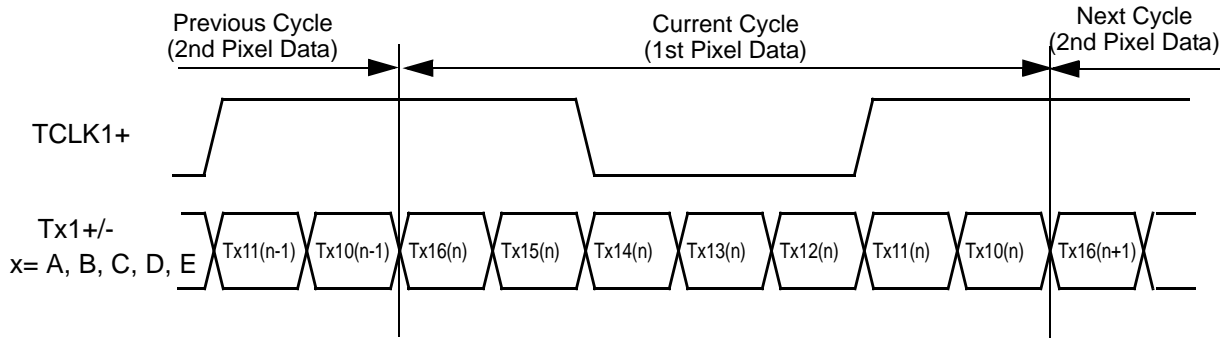 Previous Cycle
(2nd Pixel Data)
Current Cycle
(1st Pixel Data)
Next Cycle
(2nd Pixel Data)
TCLK1+
Tx1+/-
x= A, B, C, D, E
Tx11(n-1) Tx10(n-1) Tx16(n) Tx15(n) Tx14(n) Tx13(n) Tx12(n) Tx11(n) Tx10(n) Tx16(n+1)